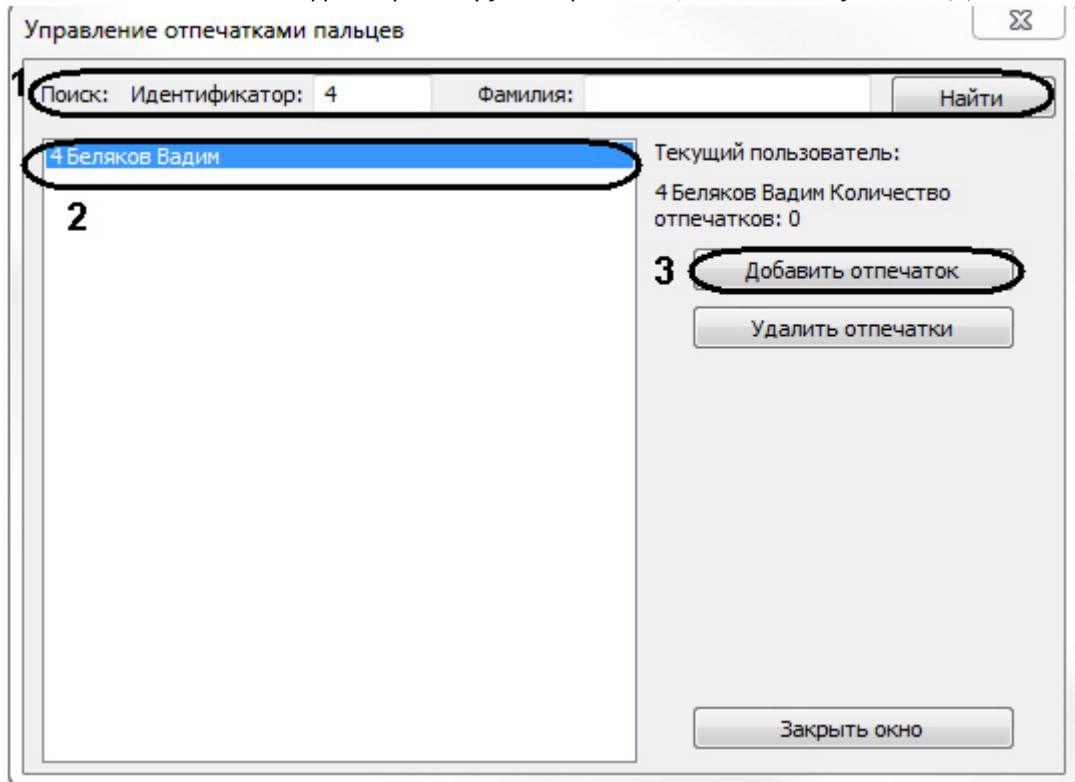 Управление отпечатками пальцев
1 Поиск: Идентификатор: 4 Фамилия: Найти
4 Беляков Вадим
2
Текущий пользователь:
4 Беляков Вадим Количество
отпечатков: 0
3 Добавить отпечаток
Удалить отпечатки
Закрыть окно